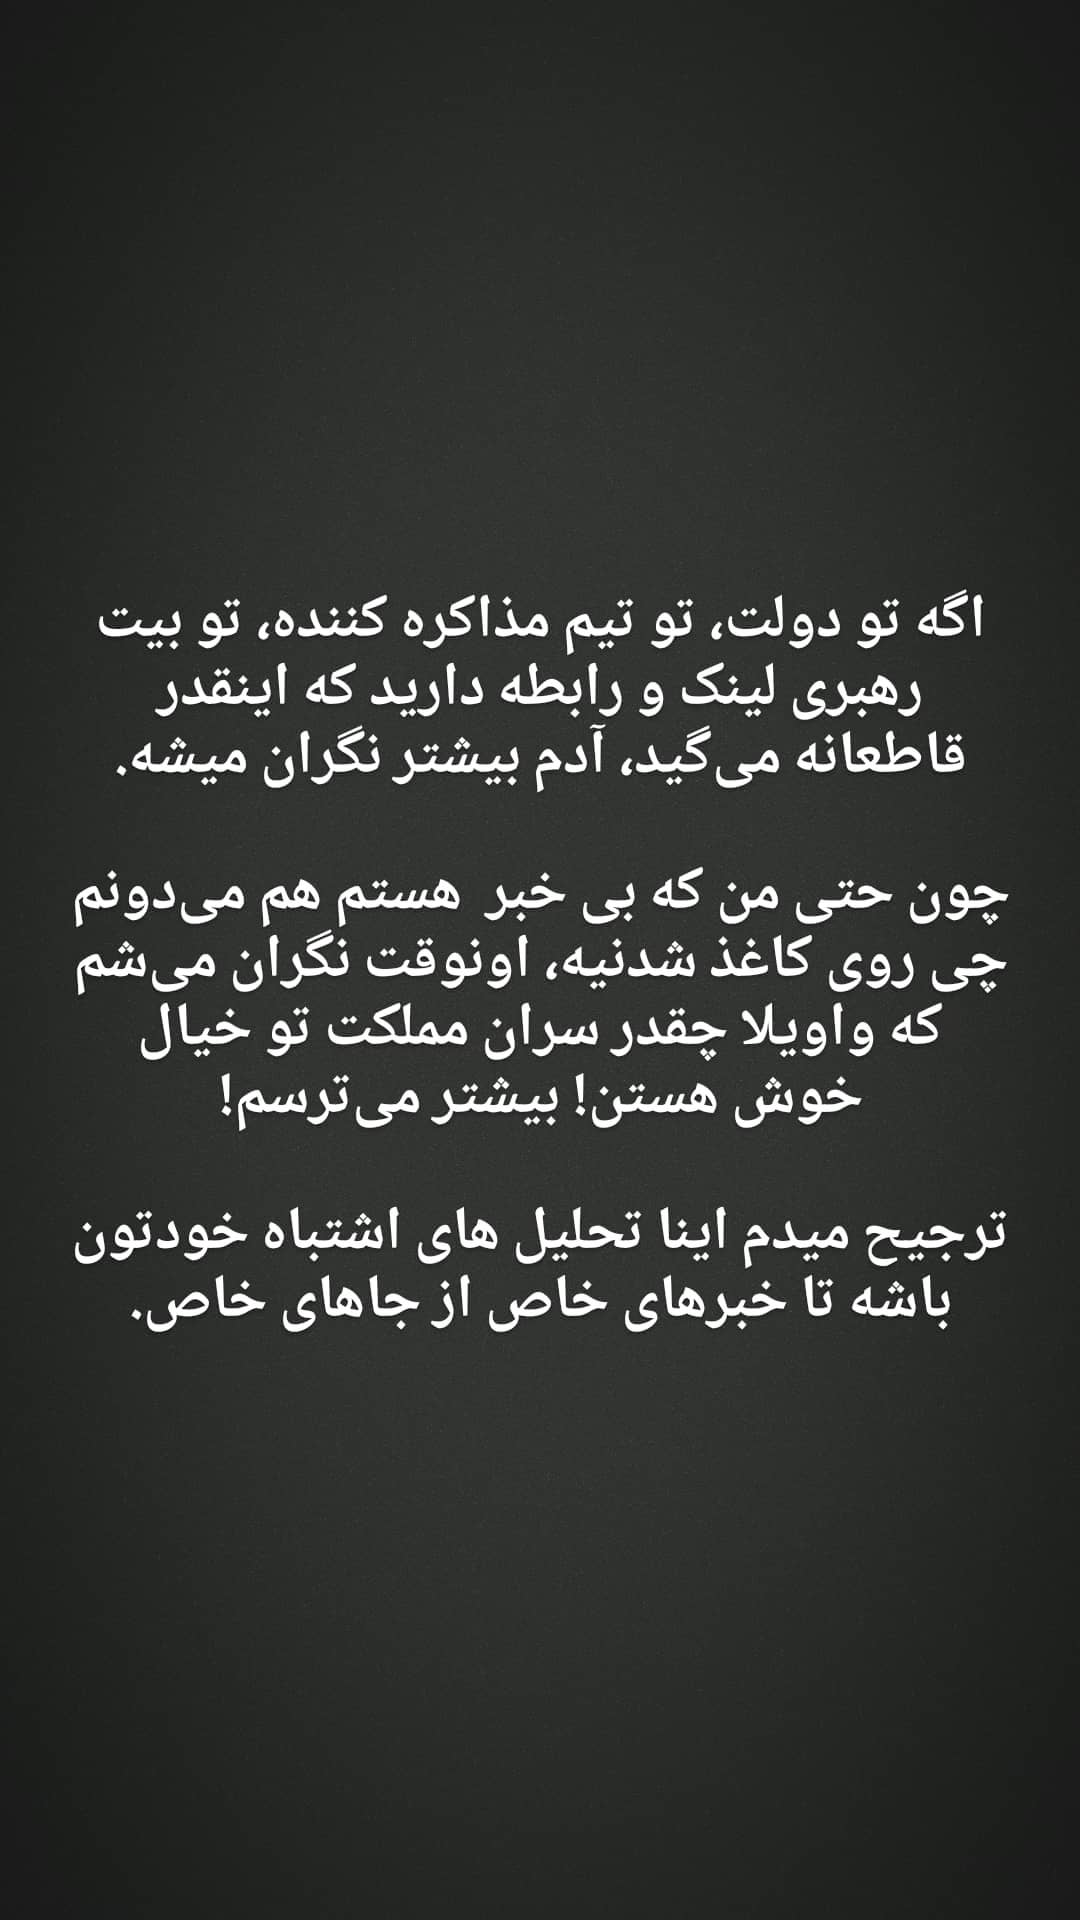 اگه تو دولت، تو تیم مذاکره کننده، تو بیت
رهبری لینک و رابطه دارید که اینقدر
قاطعانه می‌گید، آدم بیشتر نگران میشه.
چون حتی من که بی خبر هستم هم می‌دونم
چی روی کاغذ شدنیه، اونوقت نگران می‌شم
که واویلا چقدر سران مملکت تو خیال
خوش هستن! بیشتر می‌ترسم!
ترجیح میدم اینا تحلیل های اشتباه خودتون
باشه تا خبرهای خاص از جاهای خاص.